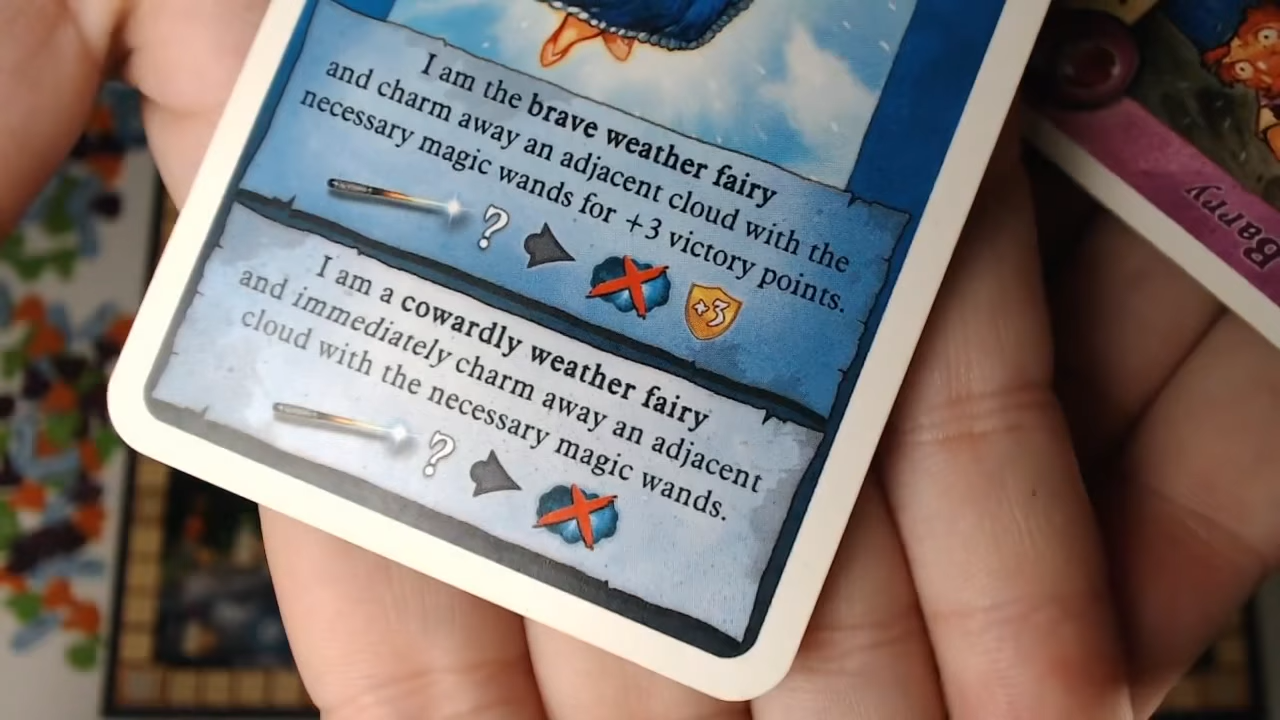 I am the brave weather fairy
and charm away an adjacent cloud with the
necessary magic wands for +3 victory points.
?
+3
I am a cowardly weather fairy
and immediately charm away an adjacent
cloud with the necessary magic wands.
?
Barry